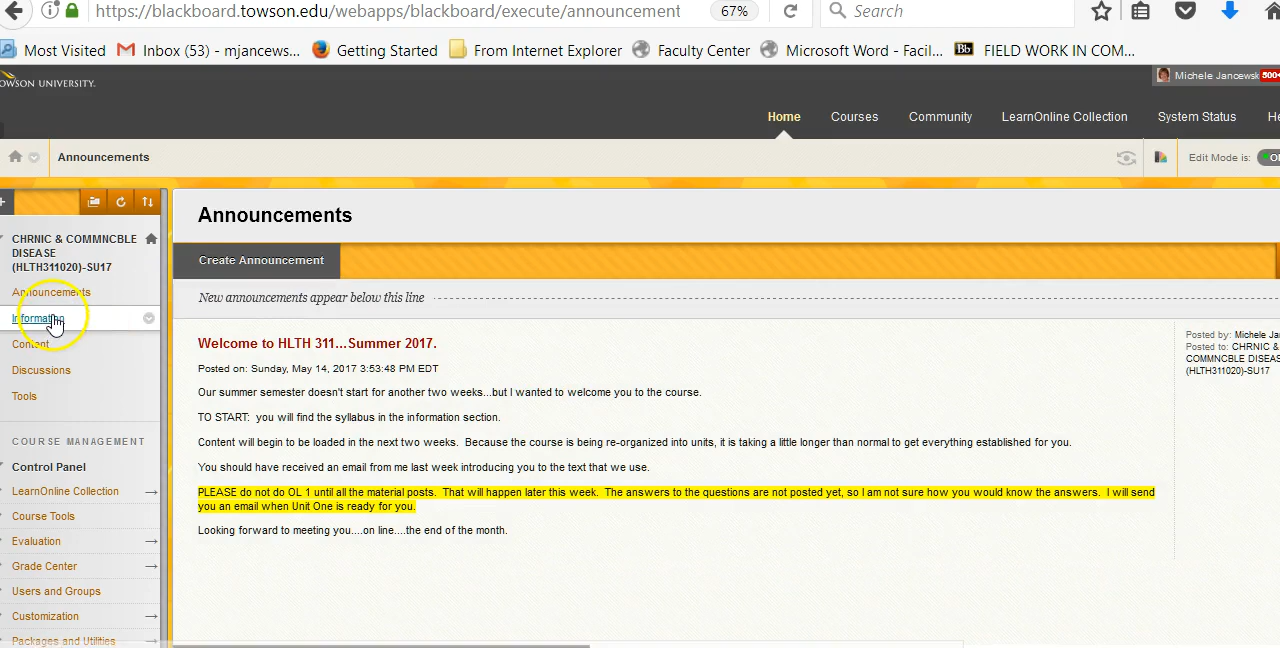 https://blackboard.towson.edu/webapps/blackboard/execute/announcement 67% Search
Most Visited Inbox (53) - mjancews... Getting Started From Internet Explorer Faculty Center Microsoft Word - Facil... Bb FIELD WORK IN COM...
OWSON UNIVERSITY. Michele Jancewsk 500+
Home Courses Community LearnOnline Collection System Status He
Announcements Edit Mode is:
Announcements
CHRNIC & COMMNCBLE
DISEASE
(HLTH311020)-SU17
Announcements
Information
Content
Discussions
Tools
COURSE MANAGEMENT
Control Panel
LearnOnline Collection
Course Tools
Evaluation
Grade Center
Users and Groups
Customization
Packages and Utilities
Create Announcement
New announcements appear below this line
Welcome to HLTH 311...Summer 2017.
Posted on: Sunday, May 14, 2017 3:53:48 PM EDT
Our summer semester doesn't start for another two weeks...but I wanted to welcome you to the course.
TO START: you will find the syllabus in the information section.
Content will begin to be loaded in the next two weeks. Because the course is being re-organized into units, it is taking a little longer than normal to get everything established for you.
You should have received an email from me last week introducing you to the text that we use.
PLEASE do not do OL 1 until all the material posts. That will happen later this week. The answers to the questions are not posted yet, so I am not sure how you would know the answers. I will send
you an email when Unit One is ready for you.
Looking forward to meeting you....on line....the end of the month.
Posted by: Michele Ja
Posted to: CHRNIC &
COMMNCBLE DISEAS
(HLTH311020)-SU17